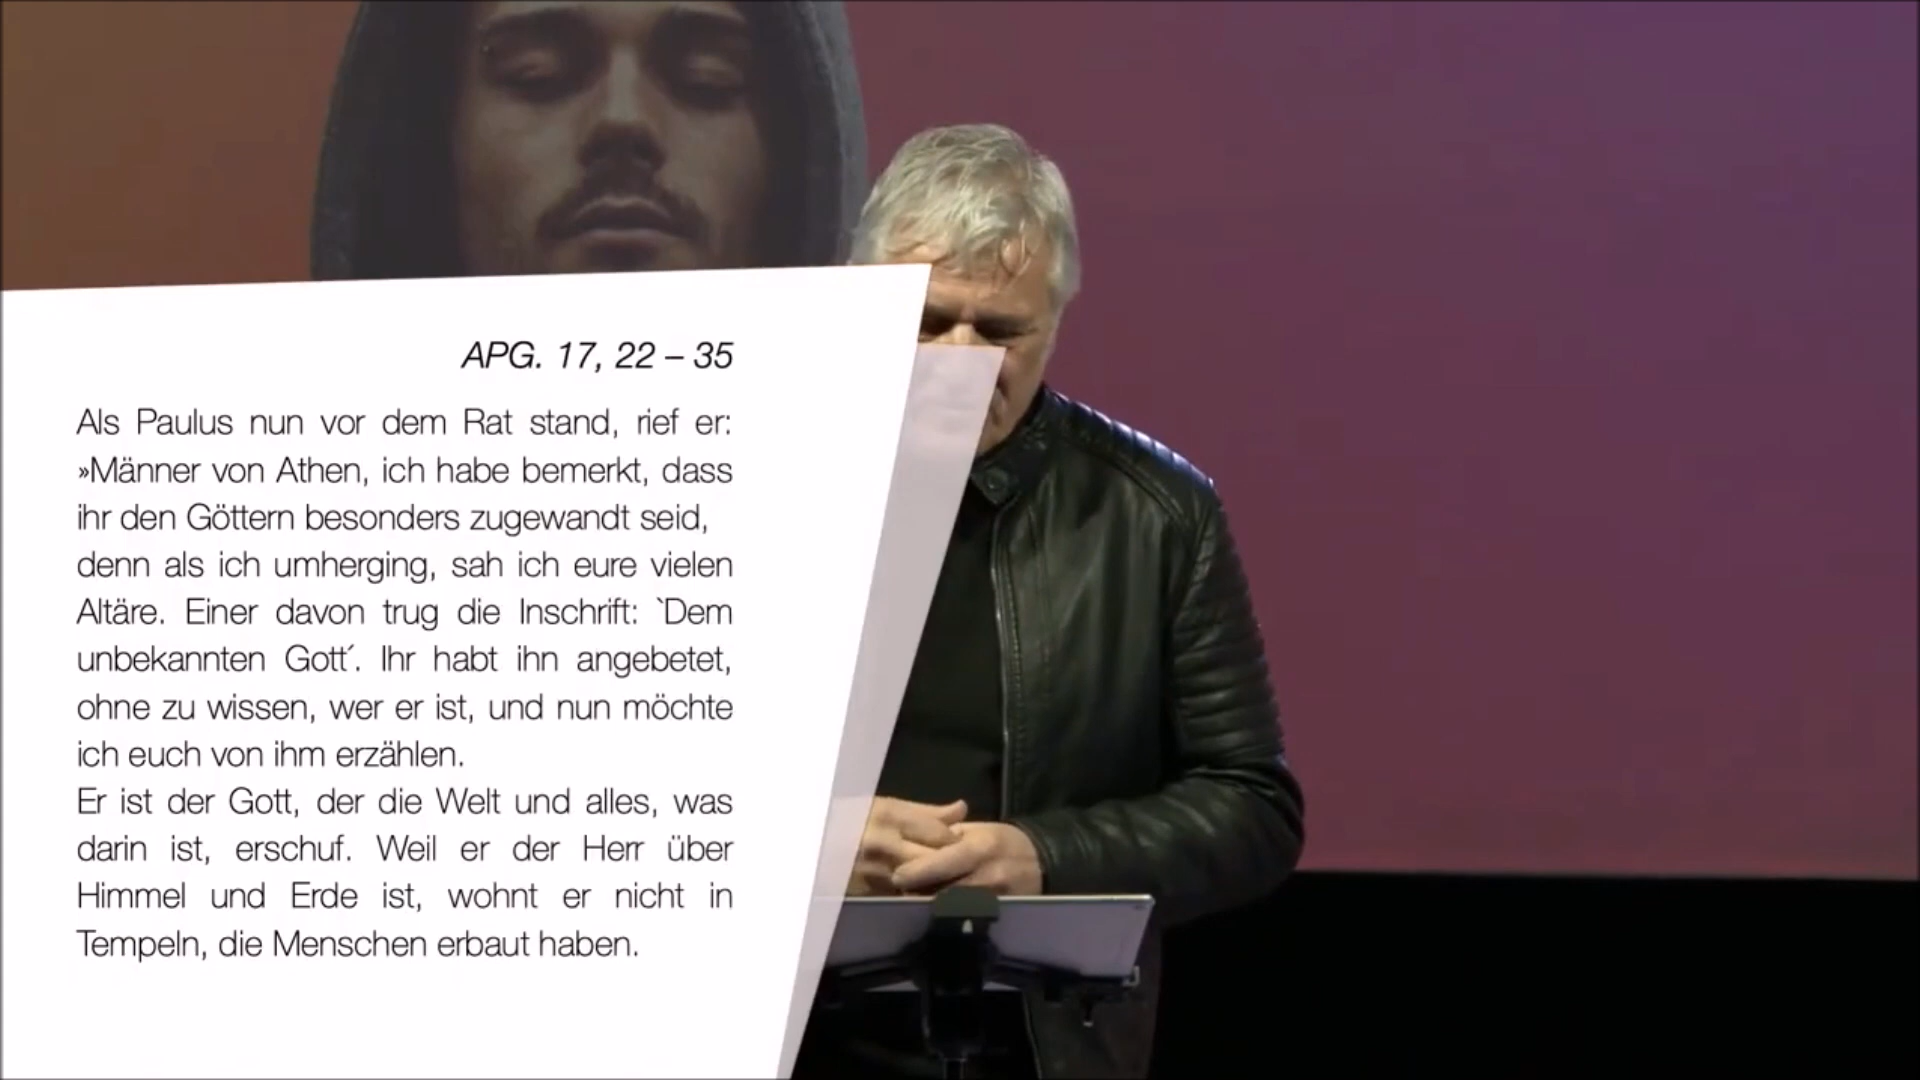 APG. 17, 22 – 35
Als Paulus nun vor dem Rat stand, rief er:
»Männer von Athen, ich habe bemerkt, dass
ihr den Göttern besonders zugewandt seid,
denn als ich umherging, sah ich eure vielen
Altäre. Einer davon trug die Inschrift: `Dem
unbekannten Gott´. Ihr habt ihn angebetet,
ohne zu wissen, wer er ist, und nun möchte
ich euch von ihm erzählen.
Er ist der Gott, der die Welt und alles, was
darin ist, erschuf. Weil er der Herr über
Himmel und Erde ist, wohnt er nicht in
Tempeln, die Menschen erbaut haben.